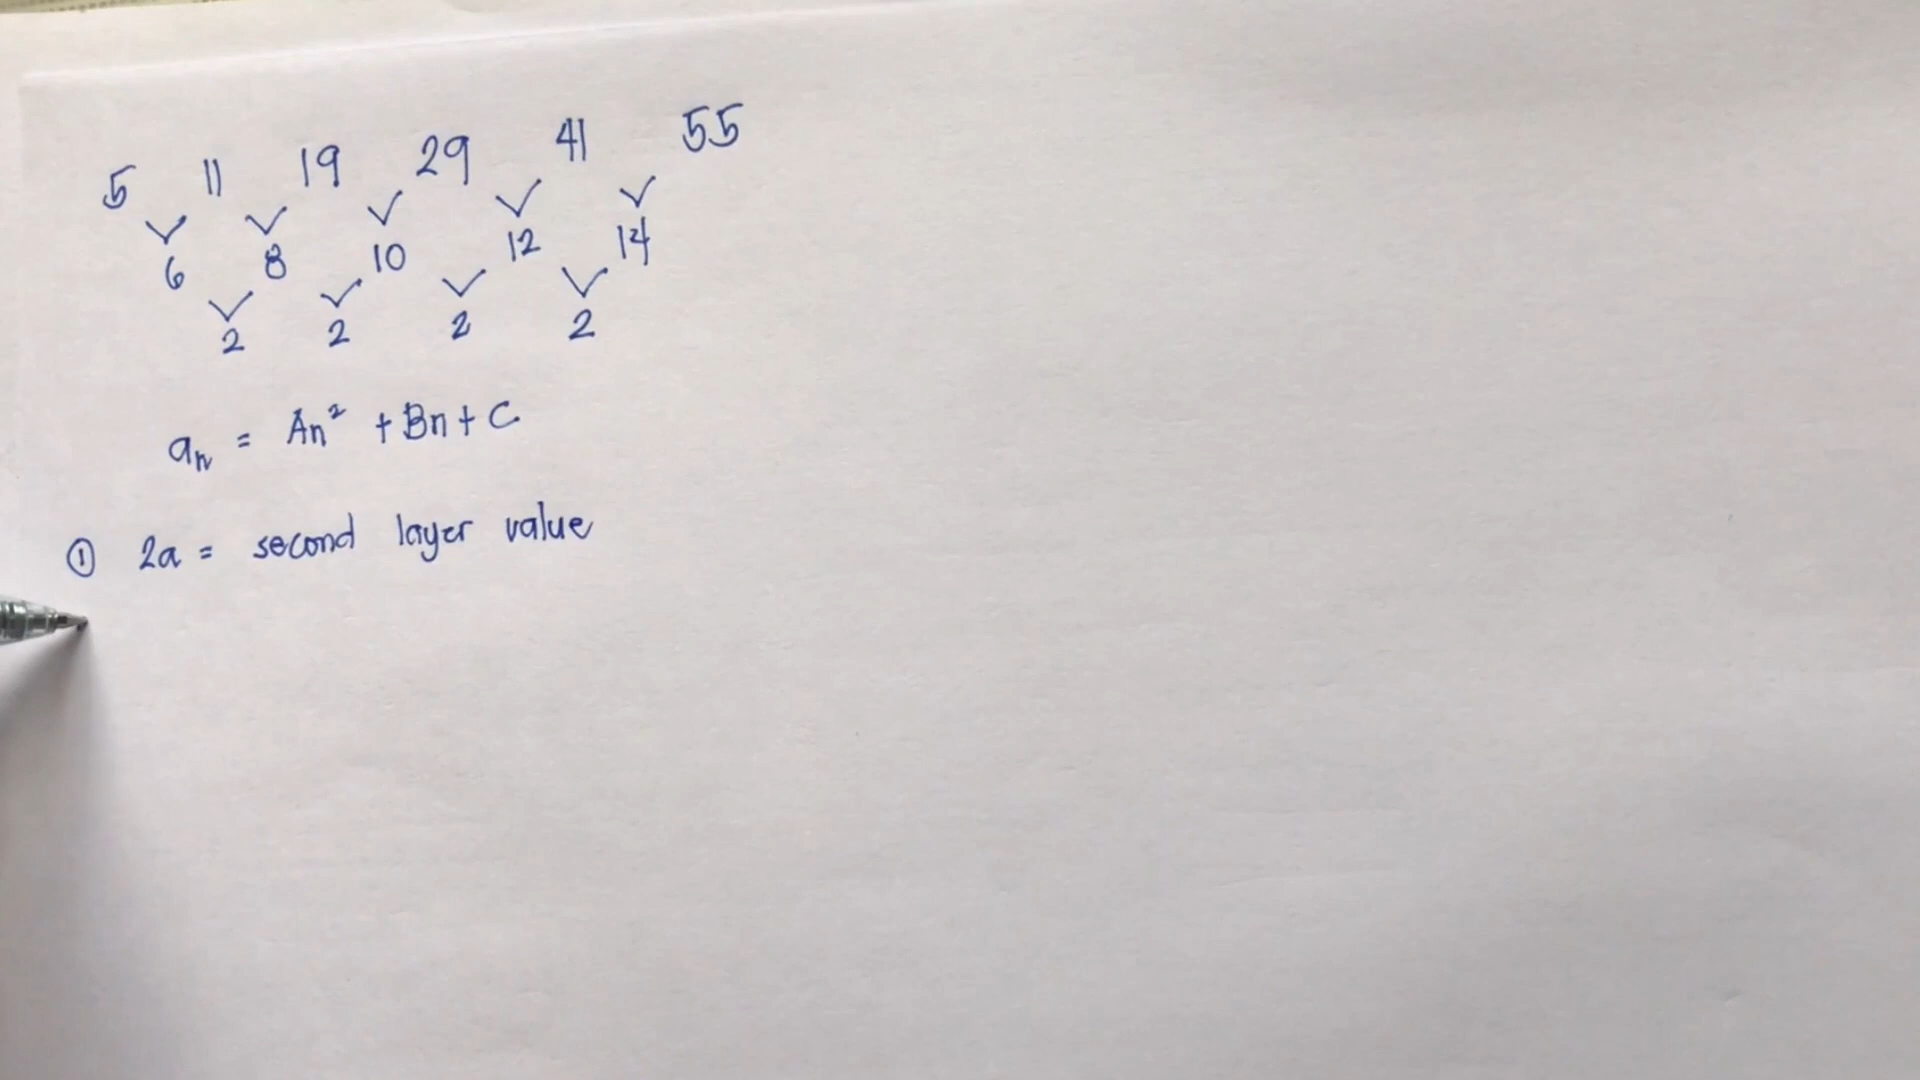 5 11 19 29 41 55
6 8 10 12 14
2 2 2 2
aₙ = An² + Bn + C
① 2a = second layer value